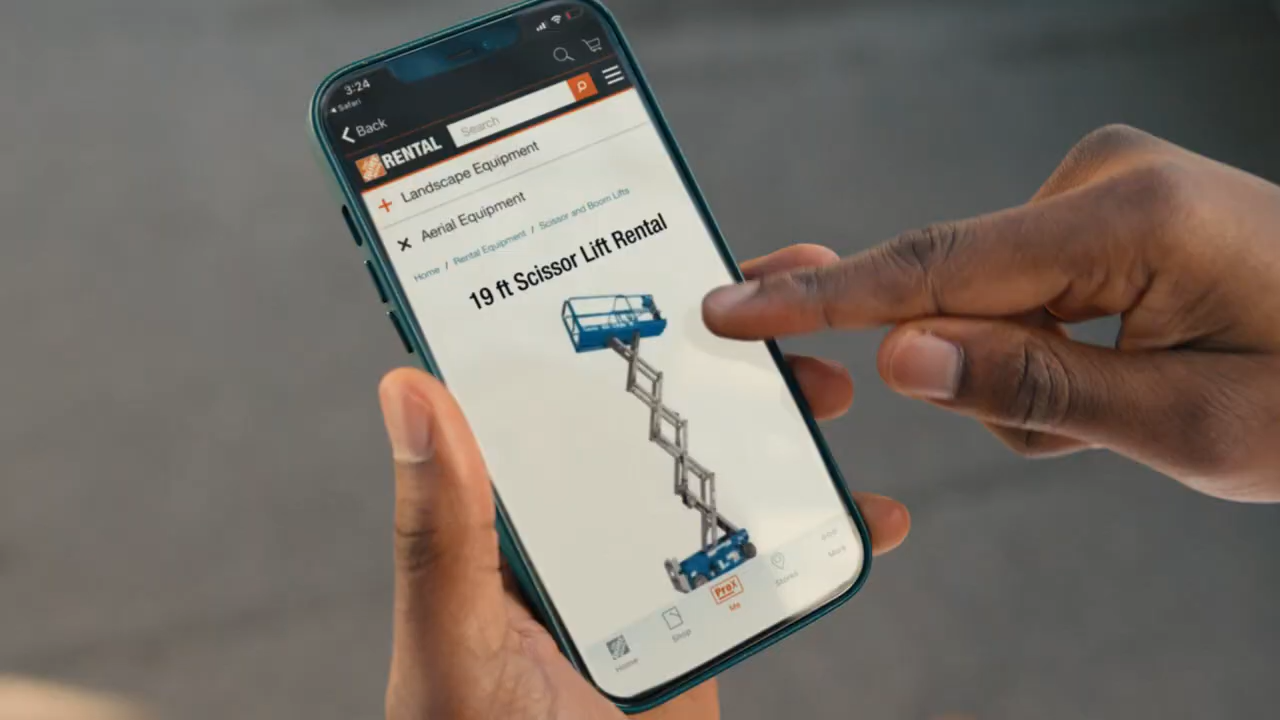 3:24
Safari
Back
RENTAL
Search
Landscape Equipment
Aerial Equipment
Home / Rental Equipment / Scissor and Boom Lifts
19 ft Scissor Lift Rental
Home
Shop
ProX
Me
Stores
More